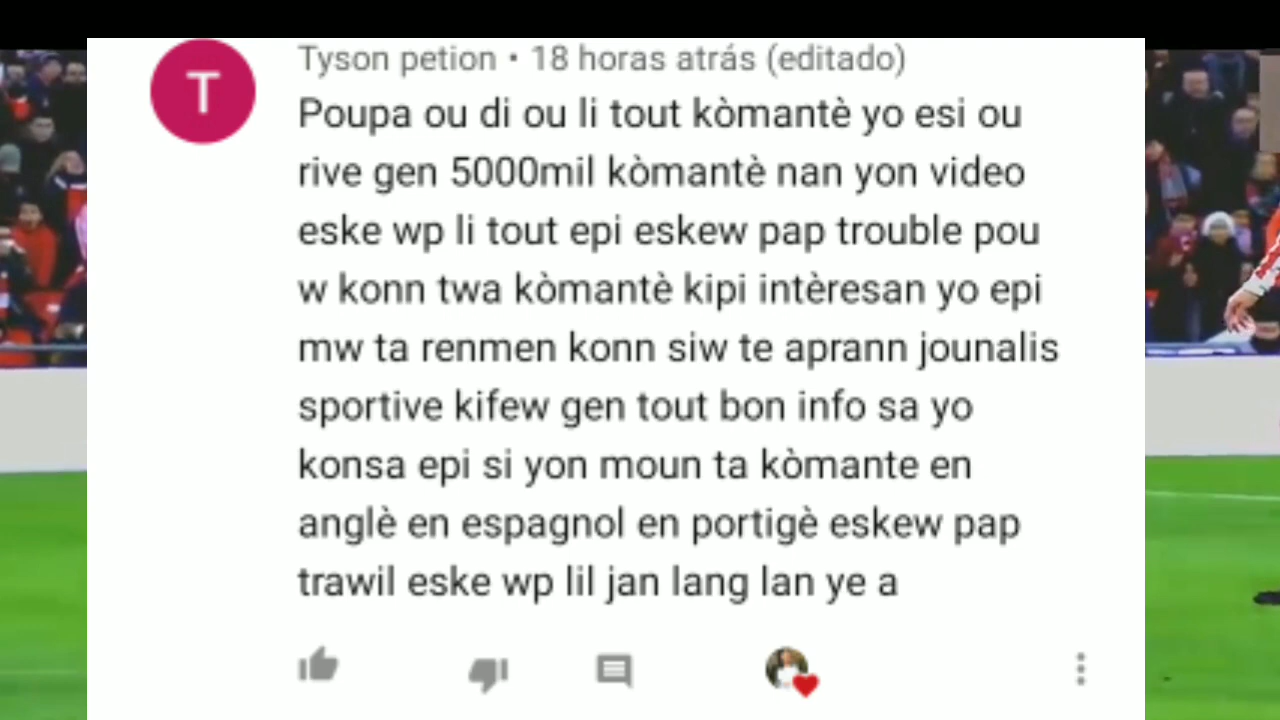 T
Tyson petion • 18 horas atrás (editado)
Poupa ou di ou li tout kòmantè yo esi ou
rive gen 5000mil kòmantè nan yon video
eske wp li tout epi eskew pap trouble pou
w konn twa kòmantè kipi intèresan yo epi
mw ta renmen konn siw te aprann jounalis
sportive kifew gen tout bon info sa yo
konsa epi si yon moun ta kòmante en
anglè en espagnol en portigè eskew pap
trawil eske wp lil jan lang lan ye a